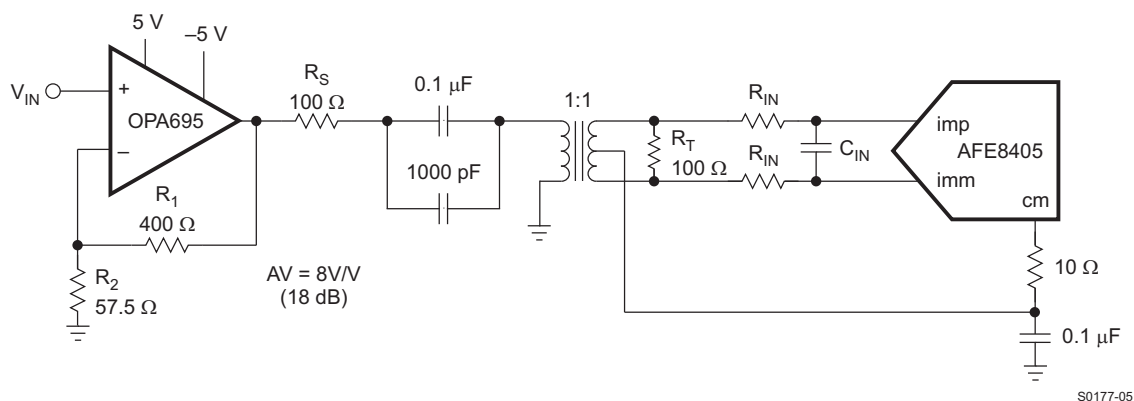 5 V
–5 V
V_IN
+
OPA695
–
R_S
100 Ω
0.1 μF
1000 pF
1:1
R_T
100 Ω
R_IN
R_IN
C_IN
imp
imm
AFE8405
cm
R_1
400 Ω
R_2
57.5 Ω
AV = 8V/V
(18 dB)
10 Ω
0.1 μF
S0177-05